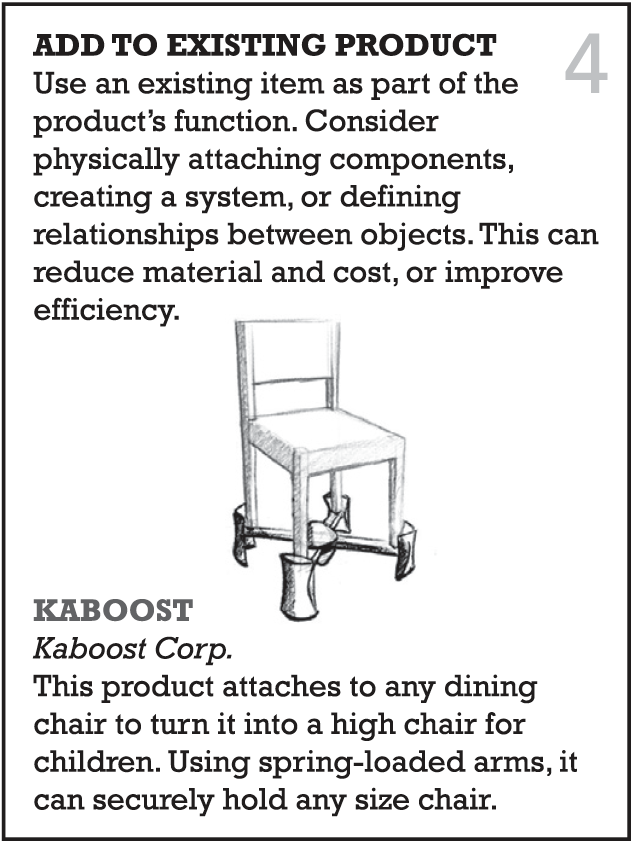 ADD TO EXISTING PRODUCT
4
Use an existing item as part of the
product's function. Consider
physically attaching components,
creating a system, or defining
relationships between objects. This can
reduce material and cost, or improve
efficiency.
KABOOST
Kaboost Corp.
This product attaches to any dining
chair to turn it into a high chair for
children. Using spring-loaded arms, it
can securely hold any size chair.